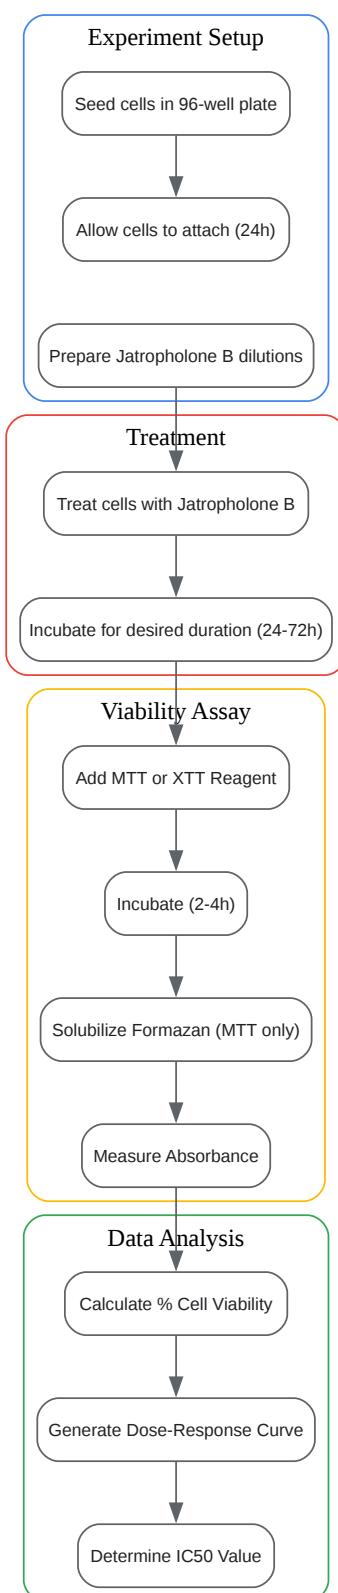 Experiment Setup
Seed cells in 96-well plate
Allow cells to attach (24h)
Prepare Jatropholone B dilutions
Treatment
Treat cells with Jatropholone B
Incubate for desired duration (24-72h)
Viability Assay
Add MTT or XTT Reagent
Incubate (2-4h)
Solubilize Formazan (MTT only)
Measure Absorbance
Data Analysis
Calculate % Cell Viability
Generate Dose-Response Curve
Determine IC50 Value